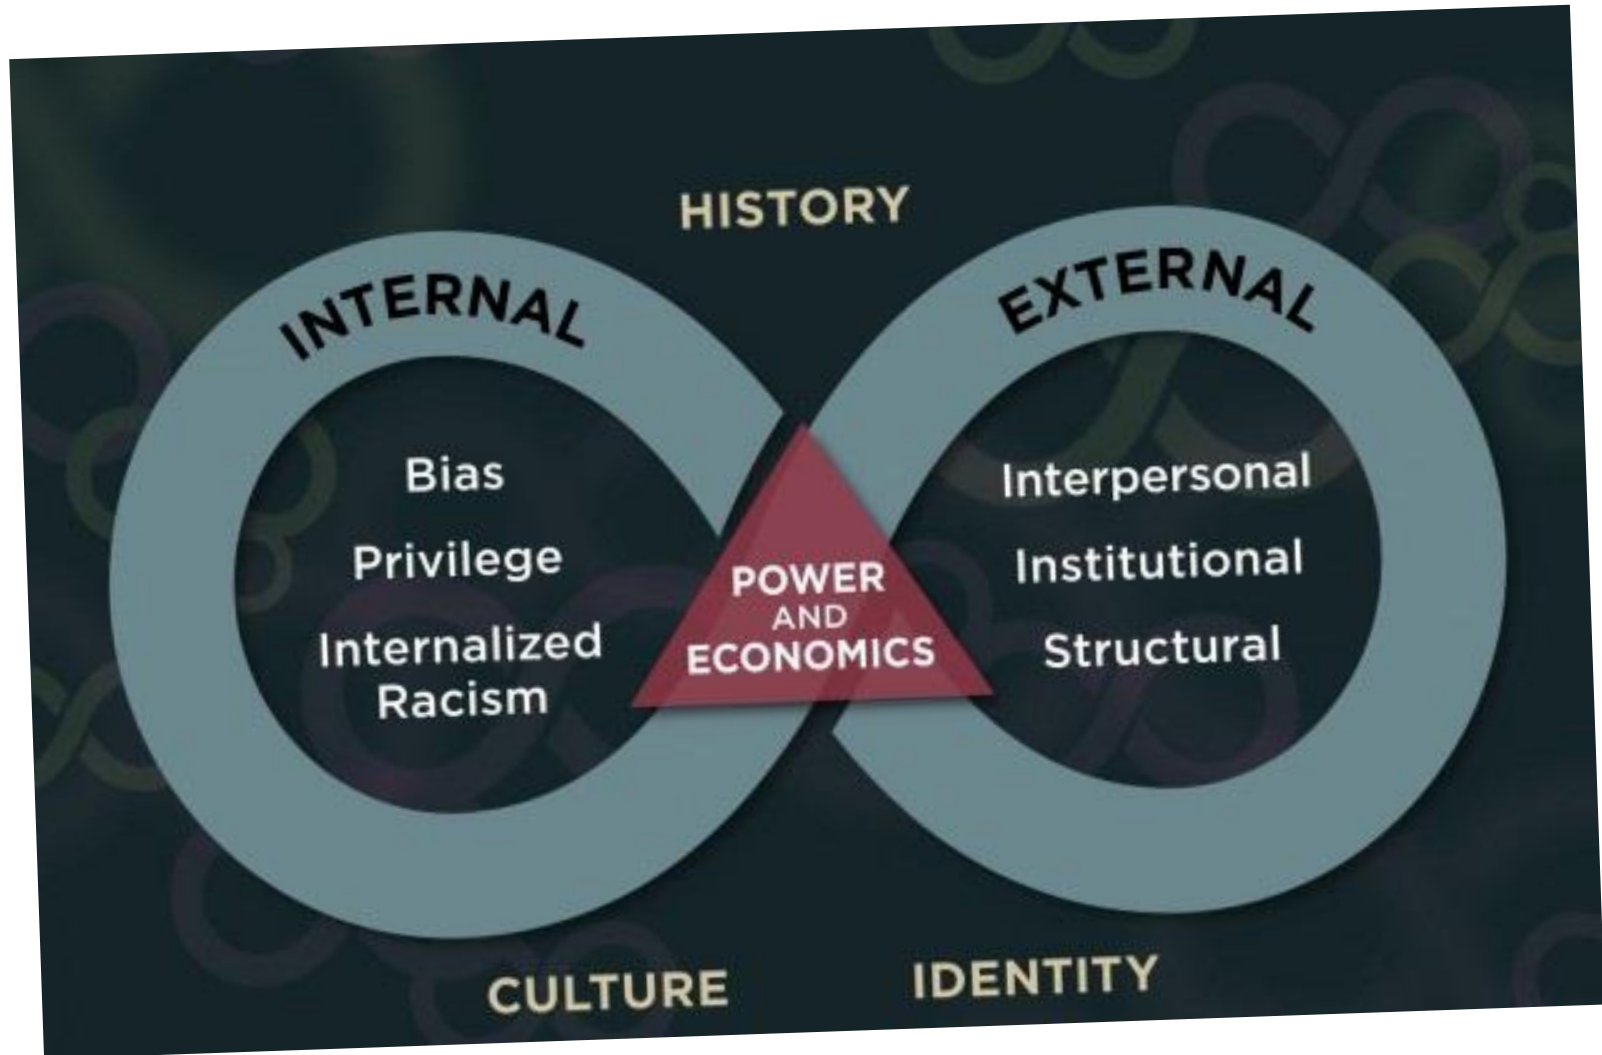 HISTORY
INTERNAL
EXTERNAL
Bias
Privilege
Internalized
Racism
POWER
AND
ECONOMICS
Interpersonal
Institutional
Structural
CULTURE
IDENTITY